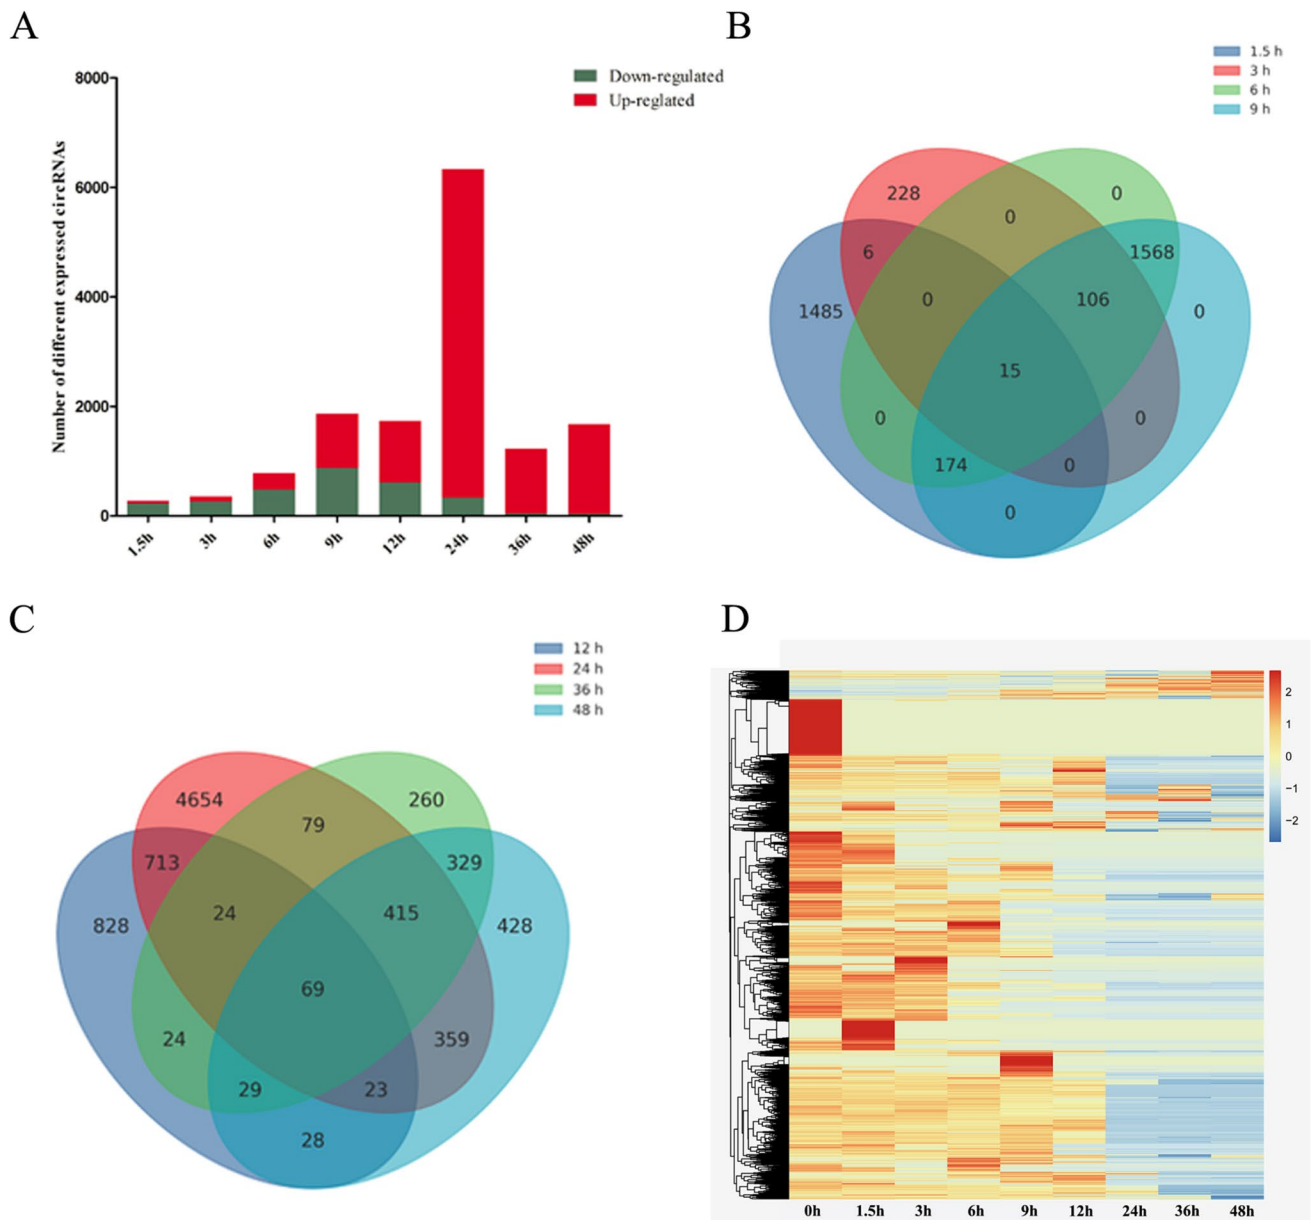 A
8000
6000
4000
2000
0
Number of different expressed circRNAs
Down-regulated
Up-reglated
1.5h
3h
6h
9h
12h
24h
36h
48h
B
1.5 h
3 h
6 h
9 h
228
0
0
6
1568
1485
0
106
0
15
0
0
174
0
0
C
12 h
24 h
36 h
48 h
4654
260
79
713
329
828
24
415
428
69
24
359
29
23
28
D
2
1
0
−1
−2
0h
1.5h
3h
6h
9h
12h
24h
36h
48h